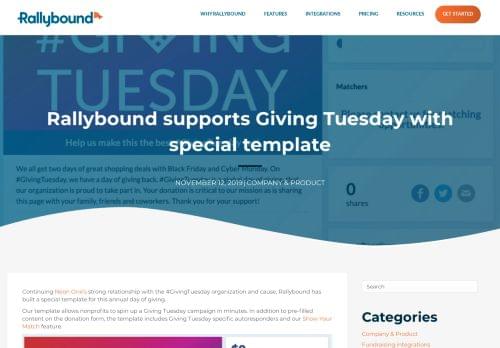 Rallybound
WHY RALLYBOUND
FEATURES
INTEGRATIONS
PRICING
RESOURCES
GET STARTED
#GIVING
TUESDAY
Help us make this the bes
Matchers
Rallybound supports Giving Tuesday with
special template
NOVEMBER 12, 2019 | COMPANY & PRODUCT
We all get two days of great shopping deals with Black Friday and Cyber Monday. On
#GivingTuesday, we have a day of giving back.
our organization is proud to take part in. Your donation is critical to our mission as is sharing
this page with your family, friends and coworkers. Thank you for your support!
0
shares
Continuing Neon One's strong relationship with the #GivingTuesday organization and cause, Rallybound has
built a special template for this annual day of giving.
Our template allows nonprofits to spin up a Giving Tuesday campaign in minutes. In addition to pre-filled
content on the donation form, the template includes Giving Tuesday specific autoresponders and our Show Your
Match feature.
Search
Categories
Company & Product
Fundraising Integrations